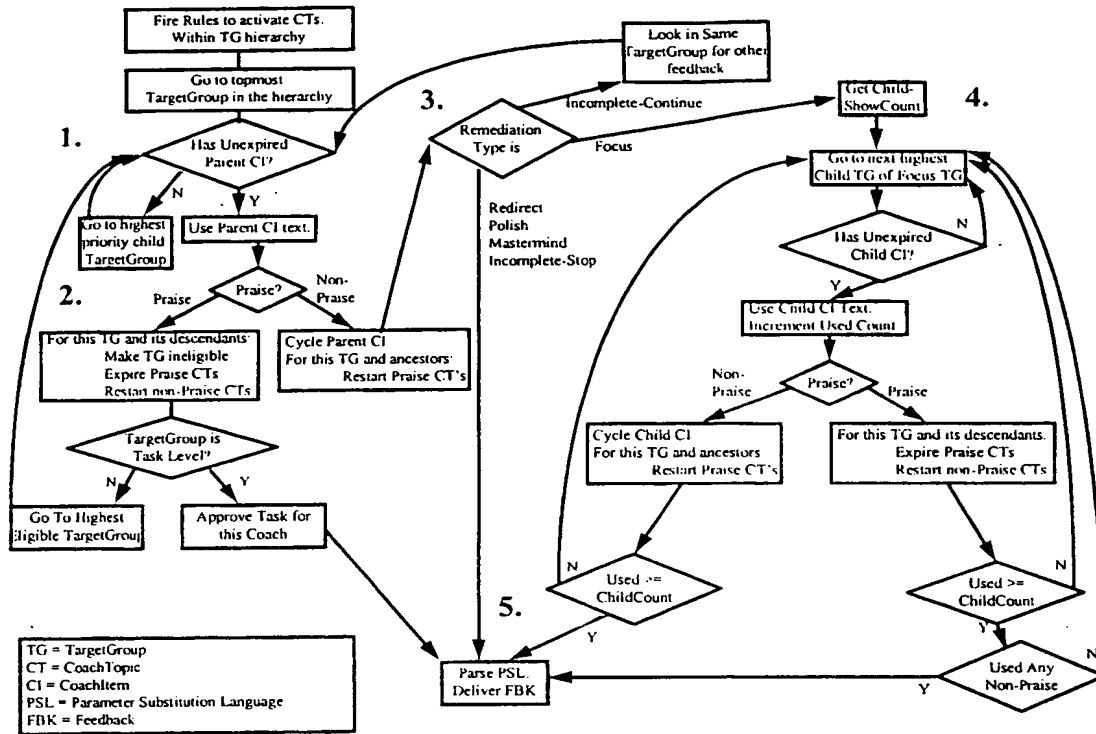 Fire Rules to activate CTs.
Within TG hierarchy
Go to topmost
TargetGroup in the hierarchy
1.
Has Unexpired
Parent CI?
N
Y
Go to highest
priority child
TargetGroup
Use Parent CI text.
2.
Praise?
Praise
Non-
Praise
For this TG and its descendants:
Make TG ineligible
Expire Praise CTs
Restart non-Praise CTs
Cycle Parent CI
For this TG and ancestors:
Restart Praise CT's
TargetGroup is
Task Level?
N
Y
Go To Highest
Eligible TargetGroup
Approve Task for
this Coach
3.
Look in Same
TargetGroup for other
feedback
Incomplete-Continue
Remediation
Type is
Focus
Redirect
Polish
Mastermind
Incomplete-Stop
4.
Get Child-
ShowCount
Go to next highest
Child TG of Focus TG
Has Unexpired
Child CI?
N
Y
Use Child CI Text.
Increment Used Count
Praise?
Non-
Praise
Praise
Cycle Child CI
For this TG and ancestors
Restart Praise CT's
For this TG and its descendants.
Expire Praise CTs
Restart non-Praise CTs
N
Used >=
ChildCount
Y
N
Used >=
ChildCount
Y
N
Used Any
Non-Praise
Y
5.
Parse PSL.
Deliver FBK
TG = TargetGroup
CT = CoachTopic
CI = CoachItem
PSL = Parameter Substitution Language
FBK = Feedback